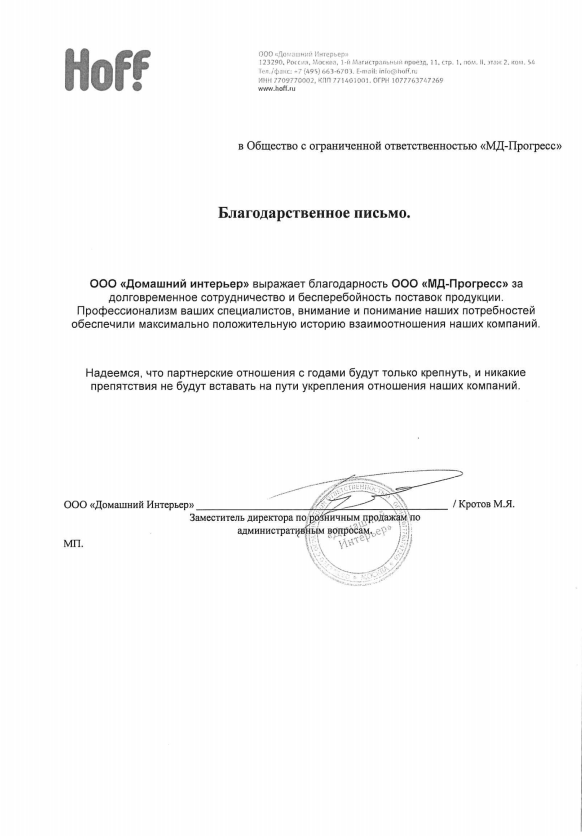 Hoff
ООО «Домашний Интерьер»
123290, Россия, Москва, 1-й Магистральный проезд, 11, стр. 1, пом. II, этаж 2, ком. 54
Тел./факс: +7 (495) 663-6703. E-mail: info@hoff.ru
ИНН 7709770002, КПП 771401001, ОГРН 1077763747269
www.hoff.ru
в Общество с ограниченной ответственностью «МД-Прогресс»
Благодарственное письмо.
ООО «Домашний интерьер» выражает благодарность ООО «МД-Прогресс» за
долговременное сотрудничество и бесперебойность поставок продукции.
Профессионализм ваших специалистов, внимание и понимание наших потребностей
обеспечили максимально положительную историю взаимоотношения наших компаний.
Надеемся, что партнерские отношения с годами будут только крепнуть, и никакие
препятствия не будут вставать на пути укрепления отношения наших компаний.
ООО «Домашний Интерьер» / Кротов М.Я.
Заместитель директора по розничным продажам по
административным вопросам.
«Домашний
Интерьер»
МП.